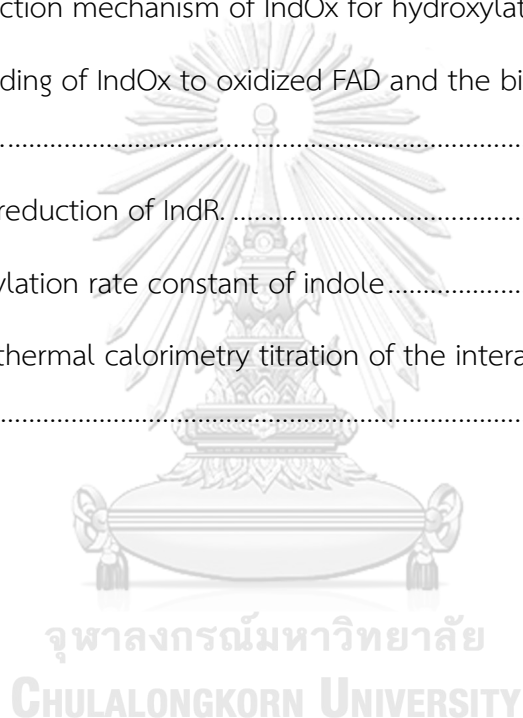 ction mechanism of IndOx for hydroxylat
ding of IndOx to oxidized FAD and the bi
................................................................................
reduction of IndR. ..................................................
ylation rate constant of indole.......................
thermal calorimetry titration of the intera
................................................................................
จุฬาลงกรณ์มหาวิทยาลัย
CHULALONGKORN UNIVERSITY